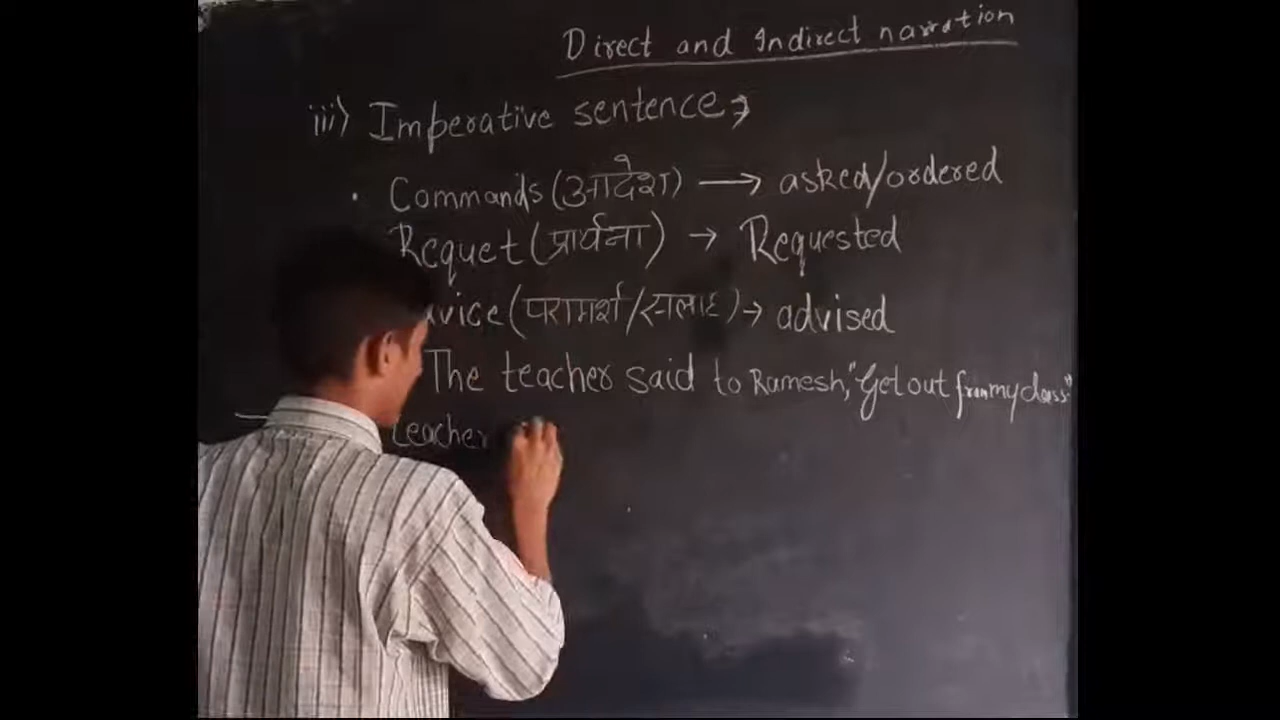 Direct and Indirect narration
iii) Imperative sentence →
• Commands (आदेश) → asked/ordered
Requet (प्रार्थना) → Requested
(परामर्श/सलाह) → advised
The teacher said to Ramesh, "Get out from my class."
teacher